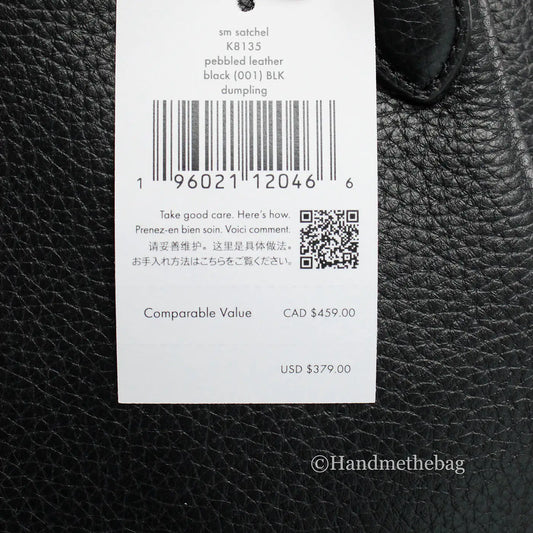 sm satchel
K8135
pebbled leather
black (001) BLK
dumpling
1 96021 12046 6
Take good care. Here's how.
Prenez-en bien soin. Voici comment.
请妥善维护。这里是具体做法。
お手入れ方法はこちらをご覧ください。
Comparable Value CAD $459.00
USD $379.00
©Handmethebag